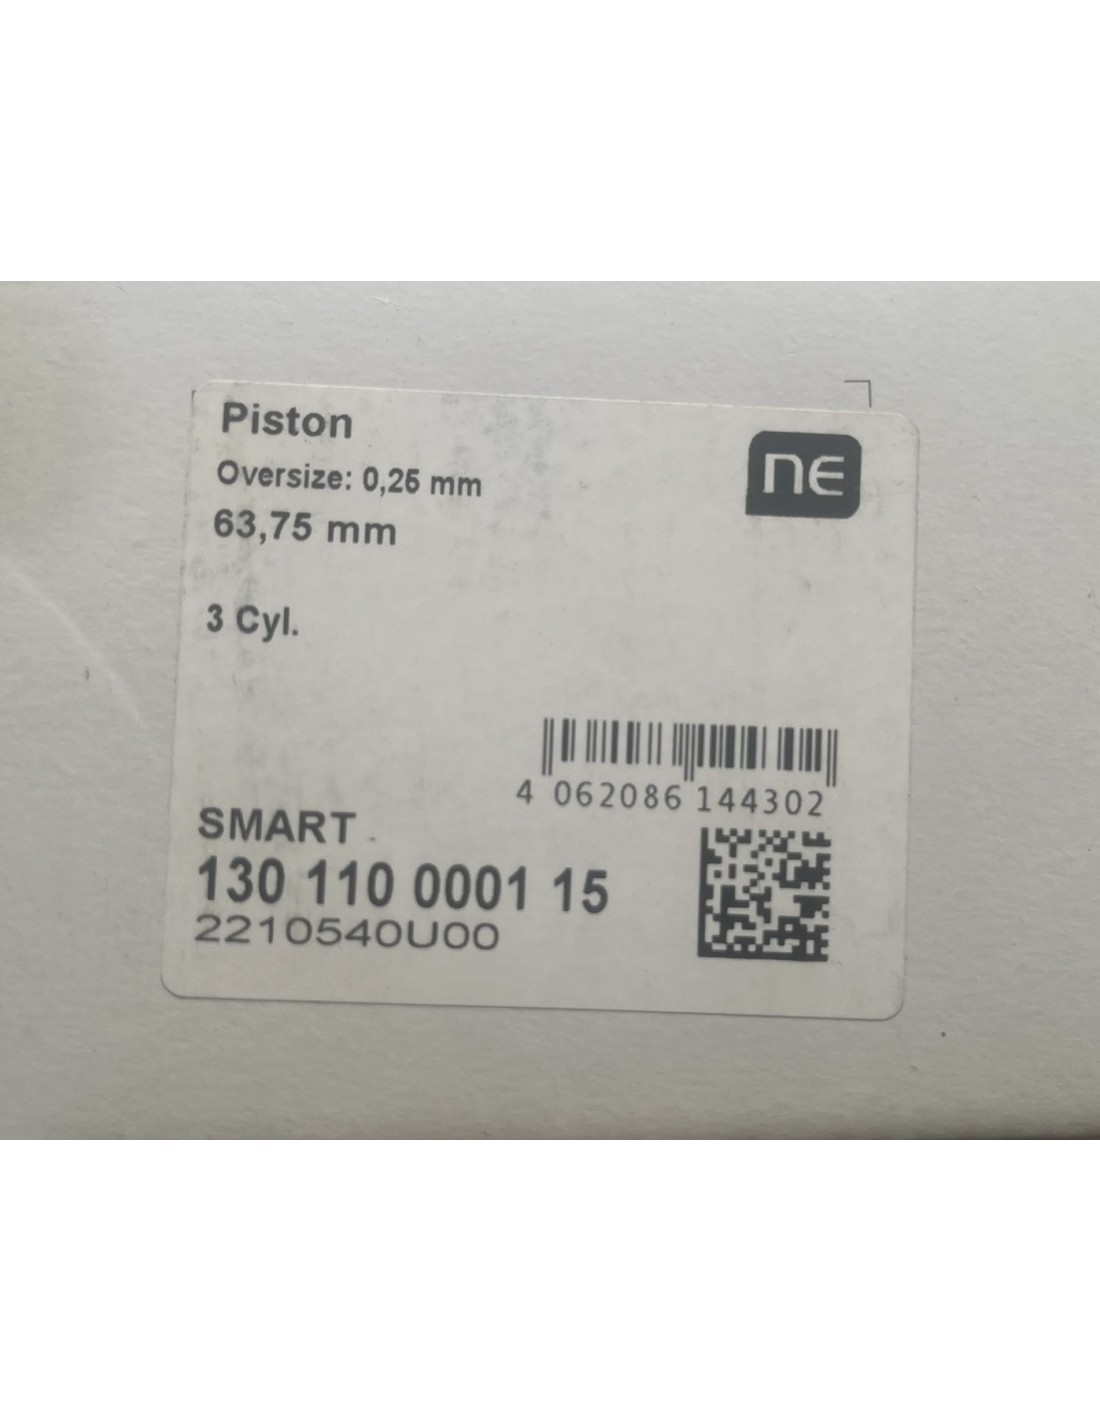 Piston
Oversize: 0,25 mm
63,75 mm
NE
3 Cyl.
4 062086 144302
SMART
130 110 0001 15
2210540U00